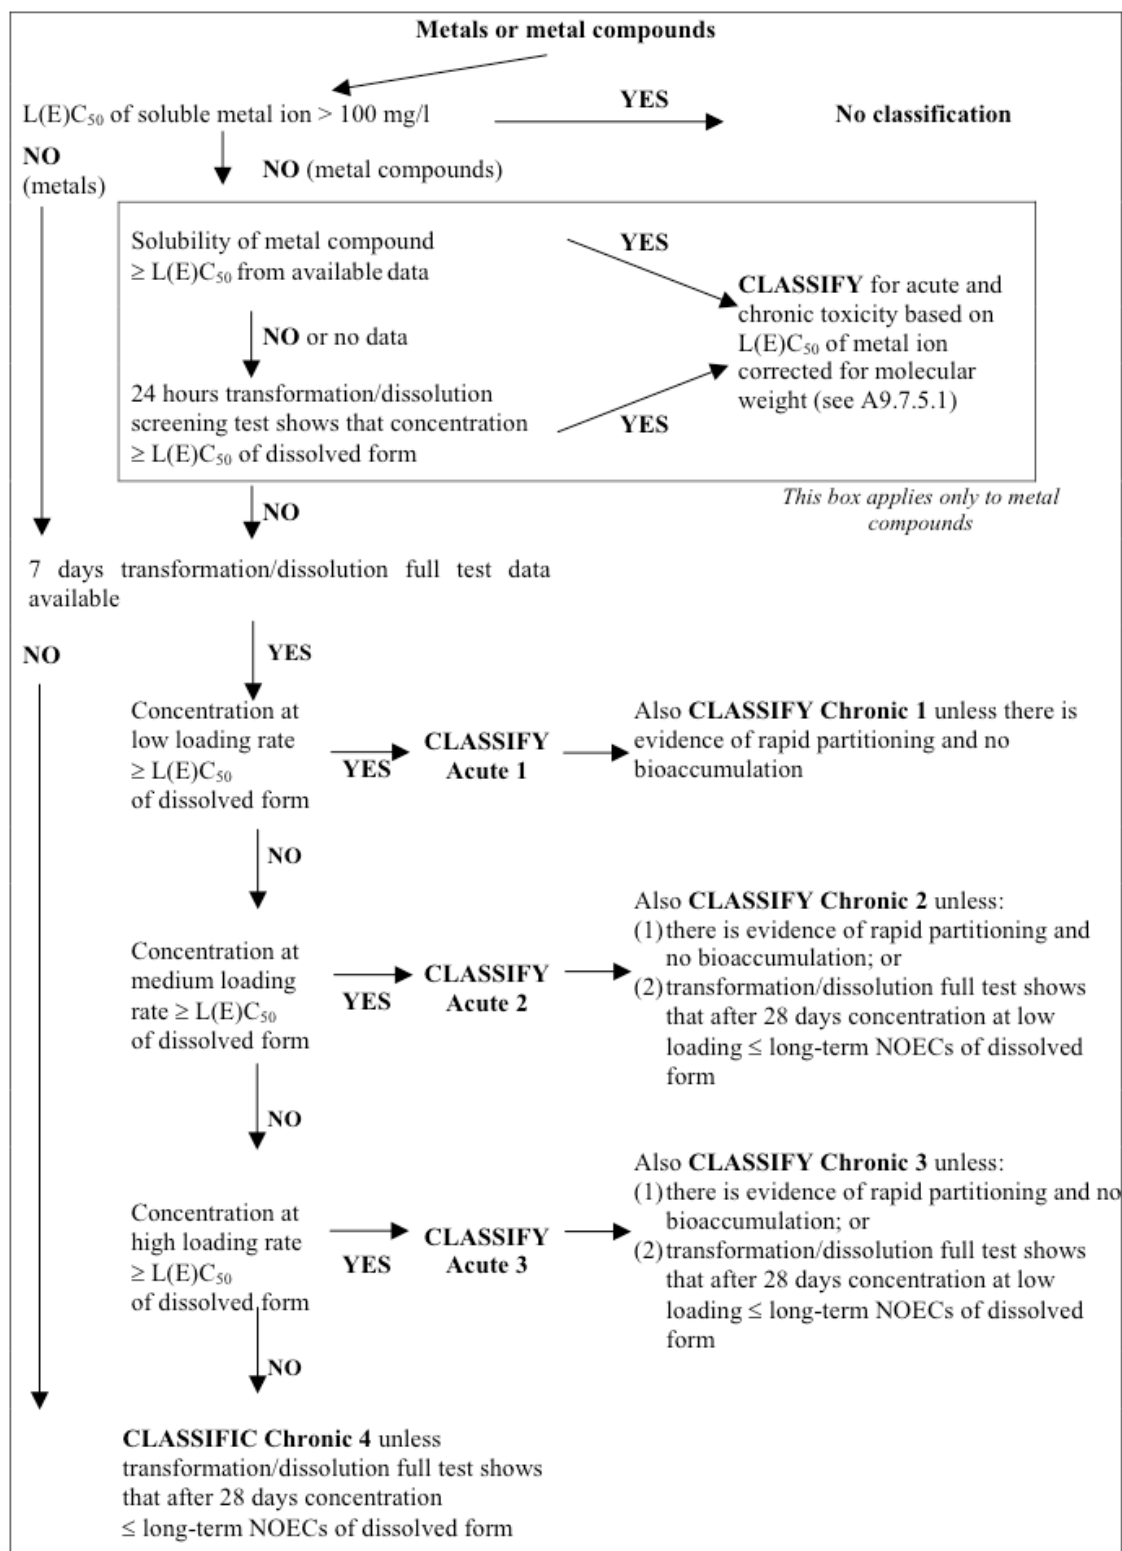 Metals or metal compounds
L(E)C₅₀ of soluble metal ion > 100 mg/l
YES
No classification
NO
(metals)
NO (metal compounds)
Solubility of metal compound
≥ L(E)C₅₀ from available data
YES
CLASSIFY for acute and
chronic toxicity based on
L(E)C₅₀ of metal ion
corrected for molecular
weight (see A9.7.5.1)
NO or no data
24 hours transformation/dissolution
screening test shows that concentration
≥ L(E)C₅₀ of dissolved form
YES
This box applies only to metal
compounds
NO
7 days transformation/dissolution full test data
available
NO
YES
Concentration at
low loading rate
≥ L(E)C₅₀
of dissolved form
YES
CLASSIFY
Acute 1
Also CLASSIFY Chronic 1 unless there is
evidence of rapid partitioning and no
bioaccumulation
NO
Concentration at
medium loading
rate ≥ L(E)C₅₀
of dissolved form
YES
CLASSIFY
Acute 2
Also CLASSIFY Chronic 2 unless:
(1) there is evidence of rapid partitioning and
no bioaccumulation; or
(2) transformation/dissolution full test shows
that after 28 days concentration at low
loading ≤ long-term NOECs of dissolved
form
NO
Concentration at
high loading rate
≥ L(E)C₅₀
of dissolved form
YES
CLASSIFY
Acute 3
Also CLASSIFY Chronic 3 unless:
(1) there is evidence of rapid partitioning and no
bioaccumulation; or
(2) transformation/dissolution full test shows
that after 28 days concentration at low
loading ≤ long-term NOECs of dissolved
form
NO
CLASSIFIC Chronic 4 unless
transformation/dissolution full test shows
that after 28 days concentration
≤ long-term NOECs of dissolved form